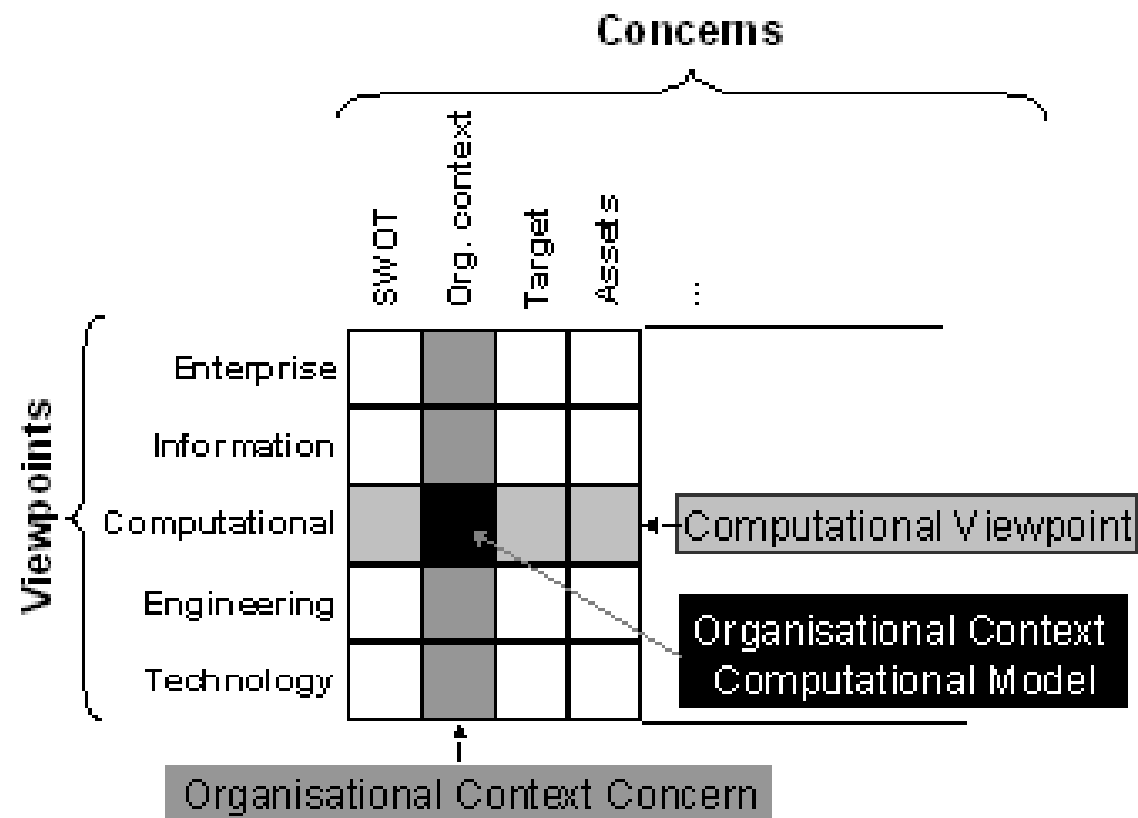 Concerns
SWOT
Org. context
Target
Assets
...
Viewpoints
Enterprise
Information
Computational
Engineering
Technology
Computational Viewpoint
Organisational Context
Computational Model
Organisational Context Concern